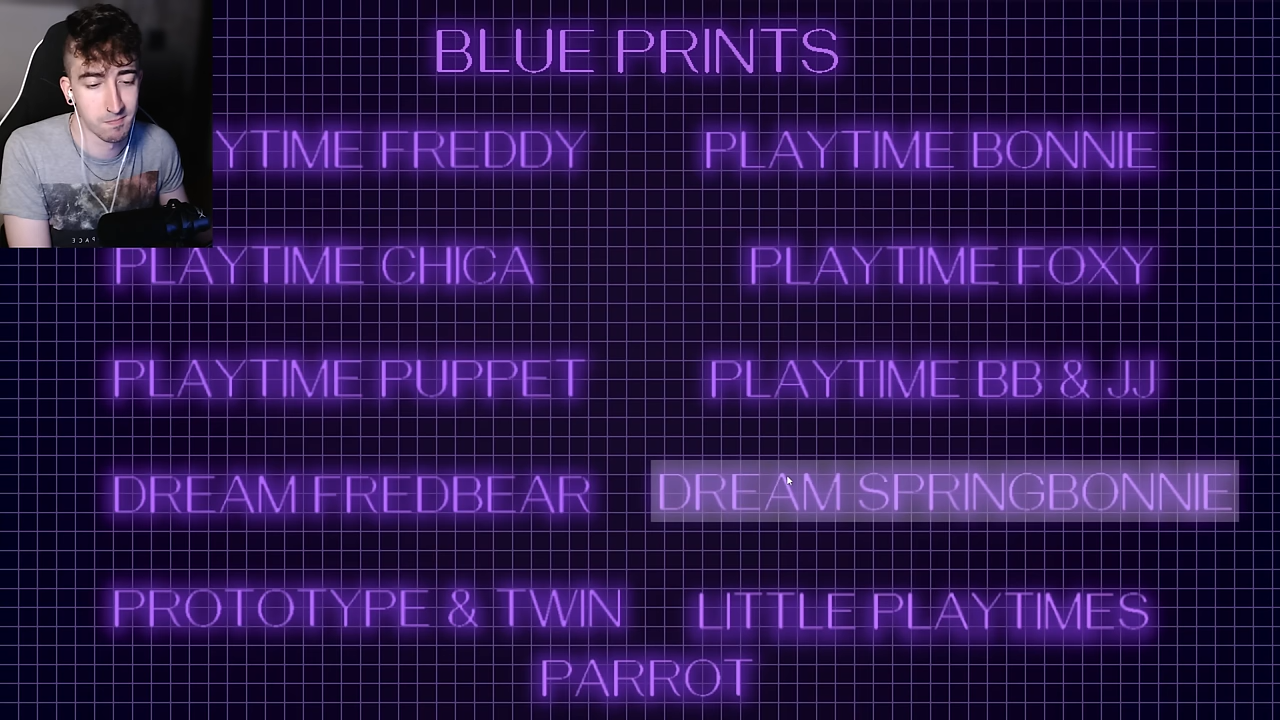 BLUE PRINTS
YTIME FREDDY PLAYTIME BONNIE
PLAYTIME CHICA PLAYTIME FOXY
PLAYTIME PUPPET PLAYTIME BB & JJ
DREAM FREDBEAR DREAM SPRINGBONNIE
PROTOTYPE & TWIN LITTLE PLAYTIMES
PARROT